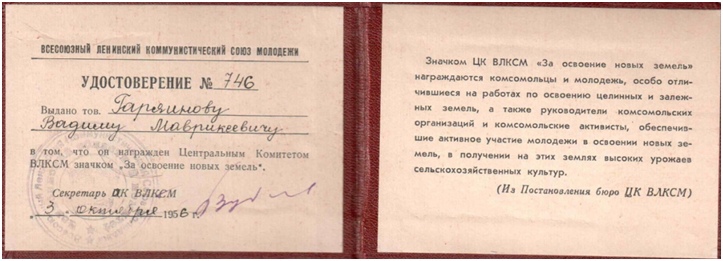 ВСЕСОЮЗНЫЙ ЛЕНИНСКИЙ КОММУНИСТИЧЕСКИЙ СОЮЗ МОЛОДЕЖИ
УДОСТОВЕРЕНИЕ № 746
Выдано тов. Гаряинову
Вадиму Маврикеевичу
в том, что он награжден Центральным Комитетом
ВЛКСМ значком „За освоение новых земель".
Секретарь ЦК ВЛКСМ
„3" октября 1956 г.
Значком ЦК ВЛКСМ «За освоение новых земель»
награждаются комсомольцы и молодежь, особо отли-
чившиеся на работах по освоению целинных и залеж-
ных земель, а также руководители комсомольских
организаций и комсомольские активисты, обеспечив-
шие активное участие молодежи в освоении новых зе-
мель, в получении на этих землях высоких урожаев
сельскохозяйственных культур.
(Из Постановления бюро ЦК ВЛКСМ)